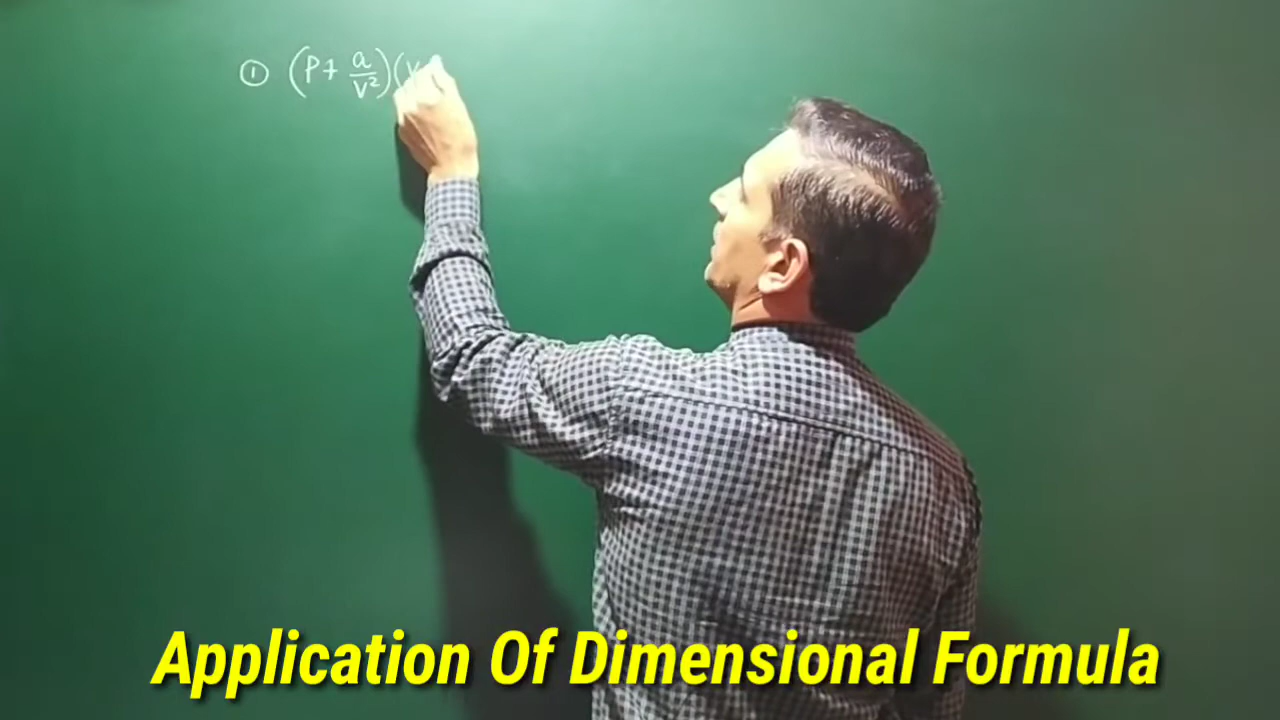 ① (P + a/V²)(V
Application Of Dimensional Formula